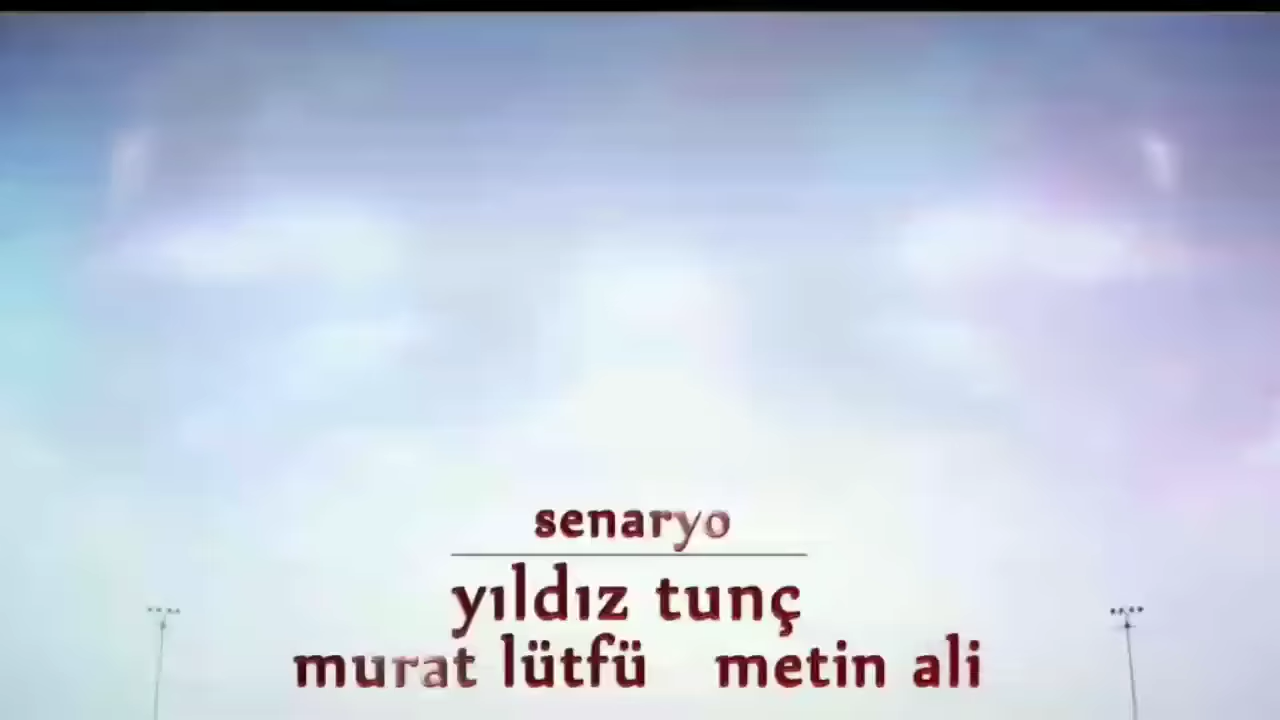 senaryo
yıldız tunç
murat lütfü metin ali